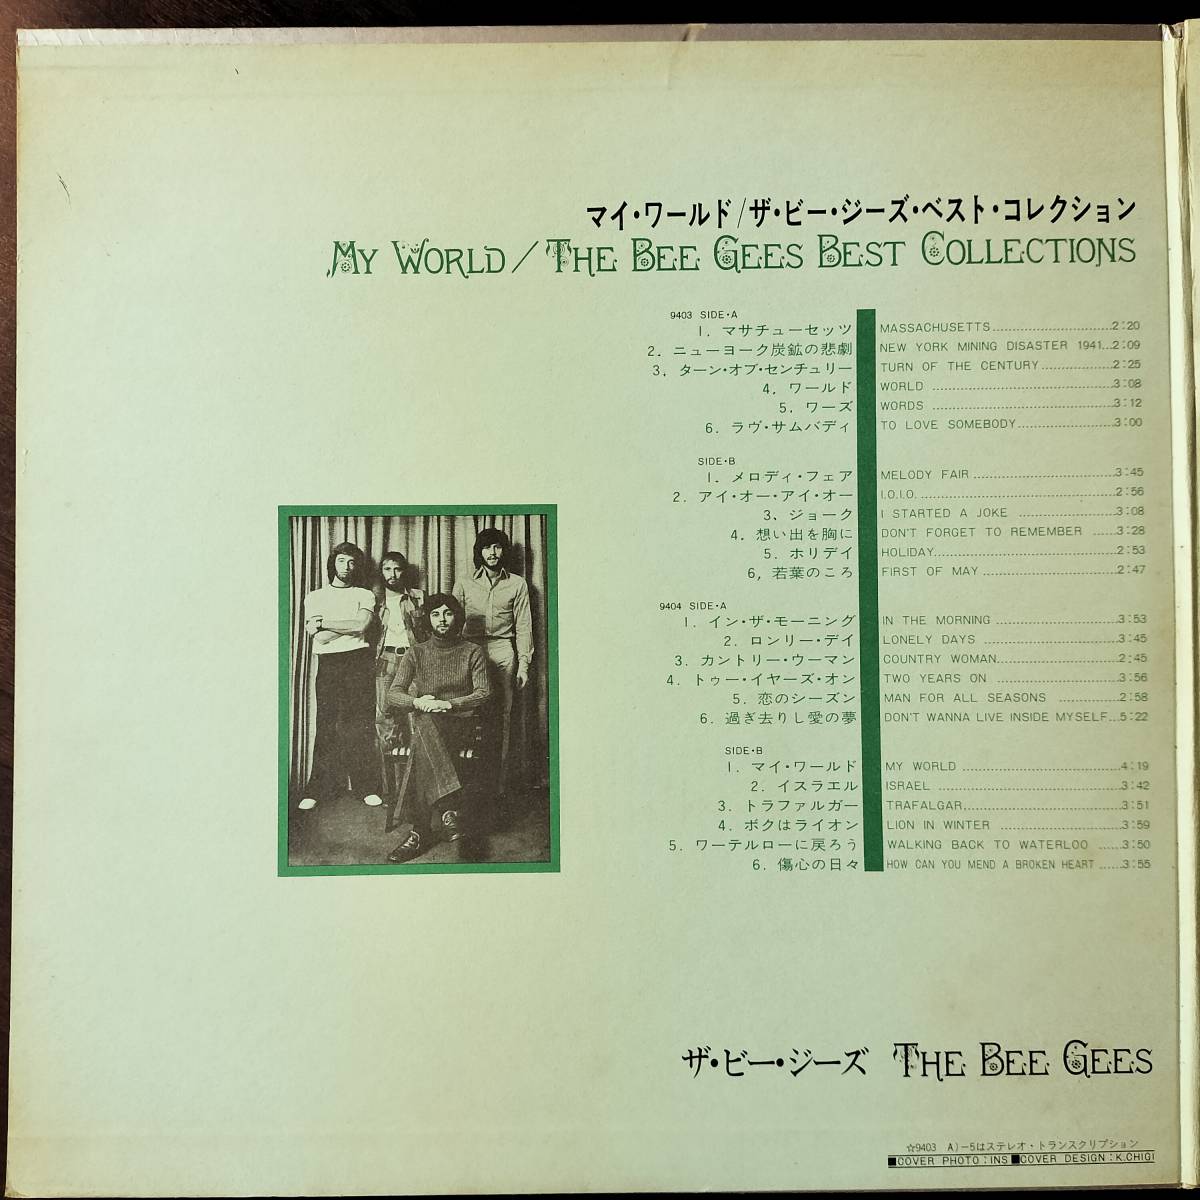 マイ・ワールド/ザ・ビー・ジーズ・ベスト・コレクション
MY WORLD / THE BEE GEES BEST COLLECTIONS
9403 SIDE・A
1. マサチューセッツ MASSACHUSETTS..............................2:20
2. ニューヨーク炭鉱の悲劇 NEW YORK MINING DISASTER 1941...2:09
3. ターン・オブ・センチュリー TURN OF THE CENTURY..................2:25
4. ワールド WORLD ..............................................3:08
5. ワーズ WORDS ..............................................3:12
6. ラヴ・サムバディ TO LOVE SOMEBODY........................3:00
SIDE・B
1. メロディ・フェア MELODY FAIR ....................................3:45
2. アイ・オー・アイ・オー I.O.I.O. ................................................2:56
3. ジョーク I STARTED A JOKE ........................3:08
4. 想い出を胸に DON'T FORGET TO REMEMBER ......3:28
5. ホリデイ HOLIDAY..............................................2:53
6, 若葉のころ FIRST OF MAY ..................................2:47
9404 SIDE・A
1. イン・ザ・モーニング IN THE MORNING ..............................3:53
2. ロンリー・デイ LONELY DAYS ..................................3:45
3. カントリー・ウーマン COUNTRY WOMAN..............................2:45
4. トゥー・イヤーズ・オン TWO YEARS ON ..............................3:56
5. 恋のシーズン MAN FOR ALL SEASONS ...............2:58
6. 過ぎ去りし愛の夢 DON'T WANNA LIVE INSIDE MYSELF...5:22
SIDE・B
1. マイ・ワールド MY WORLD ........................................4:19
2. イスラエル ISRAEL ..............................................3:42
3. トラファルガー TRAFALGAR........................................3:51
4. ボクはライオン LION IN WINTER ..............................3:59
5. ワーテルローに戻ろう WALKING BACK TO WATERLOO ......3:50
6. 傷心の日々 HOW CAN YOU MEND A BROKEN HEART ......3:55
ザ・ビー・ジーズ THE BEE GEES
☆9403 A)-5はステレオ・トランスクリプション
■COVER PHOTO:INS ■COVER DESIGN:K.CHIGI